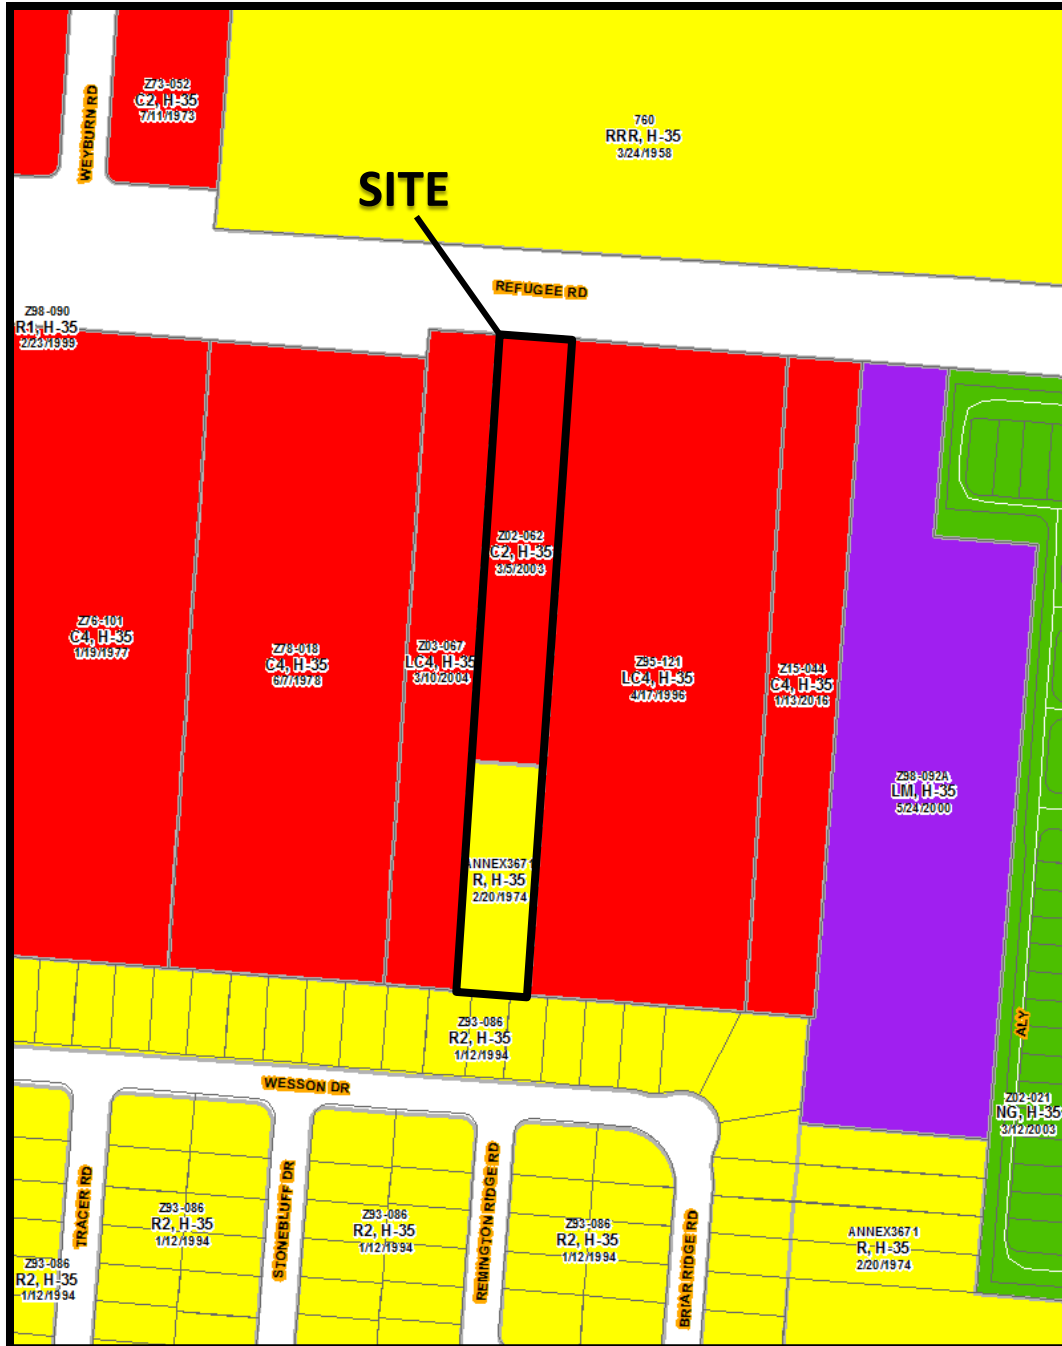 Z73-052
C2, H-35
7/11/1973
WEYBURN RD
760
RRR, H-35
3/24/1958
SITE
REFUGEE RD
Z98-090
R1, H-35
2/23/1999
Z02-062
C2, H-35
3/5/2003
Z76-101
C4, H-35
1/19/1977
Z78-018
C4, H-35
6/7/1978
Z03-067
LC4, H-35
3/10/2004
Z95-121
LC4, H-35
4/17/1996
Z15-044
C4, H-35
1/13/2016
Z98-092A
LM, H-35
5/24/2000
ANNEX3671
R, H-35
2/20/1974
Z93-086
R2, H-35
1/12/1994
ALY
WESSON DR
Z02-021
NG, H-35
3/12/2003
TRACER RD
Z93-086
R2, H-35
1/12/1994
STONEBLUFF DR
Z93-086
R2, H-35
1/12/1994
REMINGTON RIDGE RD
Z93-086
R2, H-35
1/12/1994
BRIAR RIDGE RD
ANNEX3671
R, H-35
2/20/1974
Z93-086
R2, H-35
1/12/1994